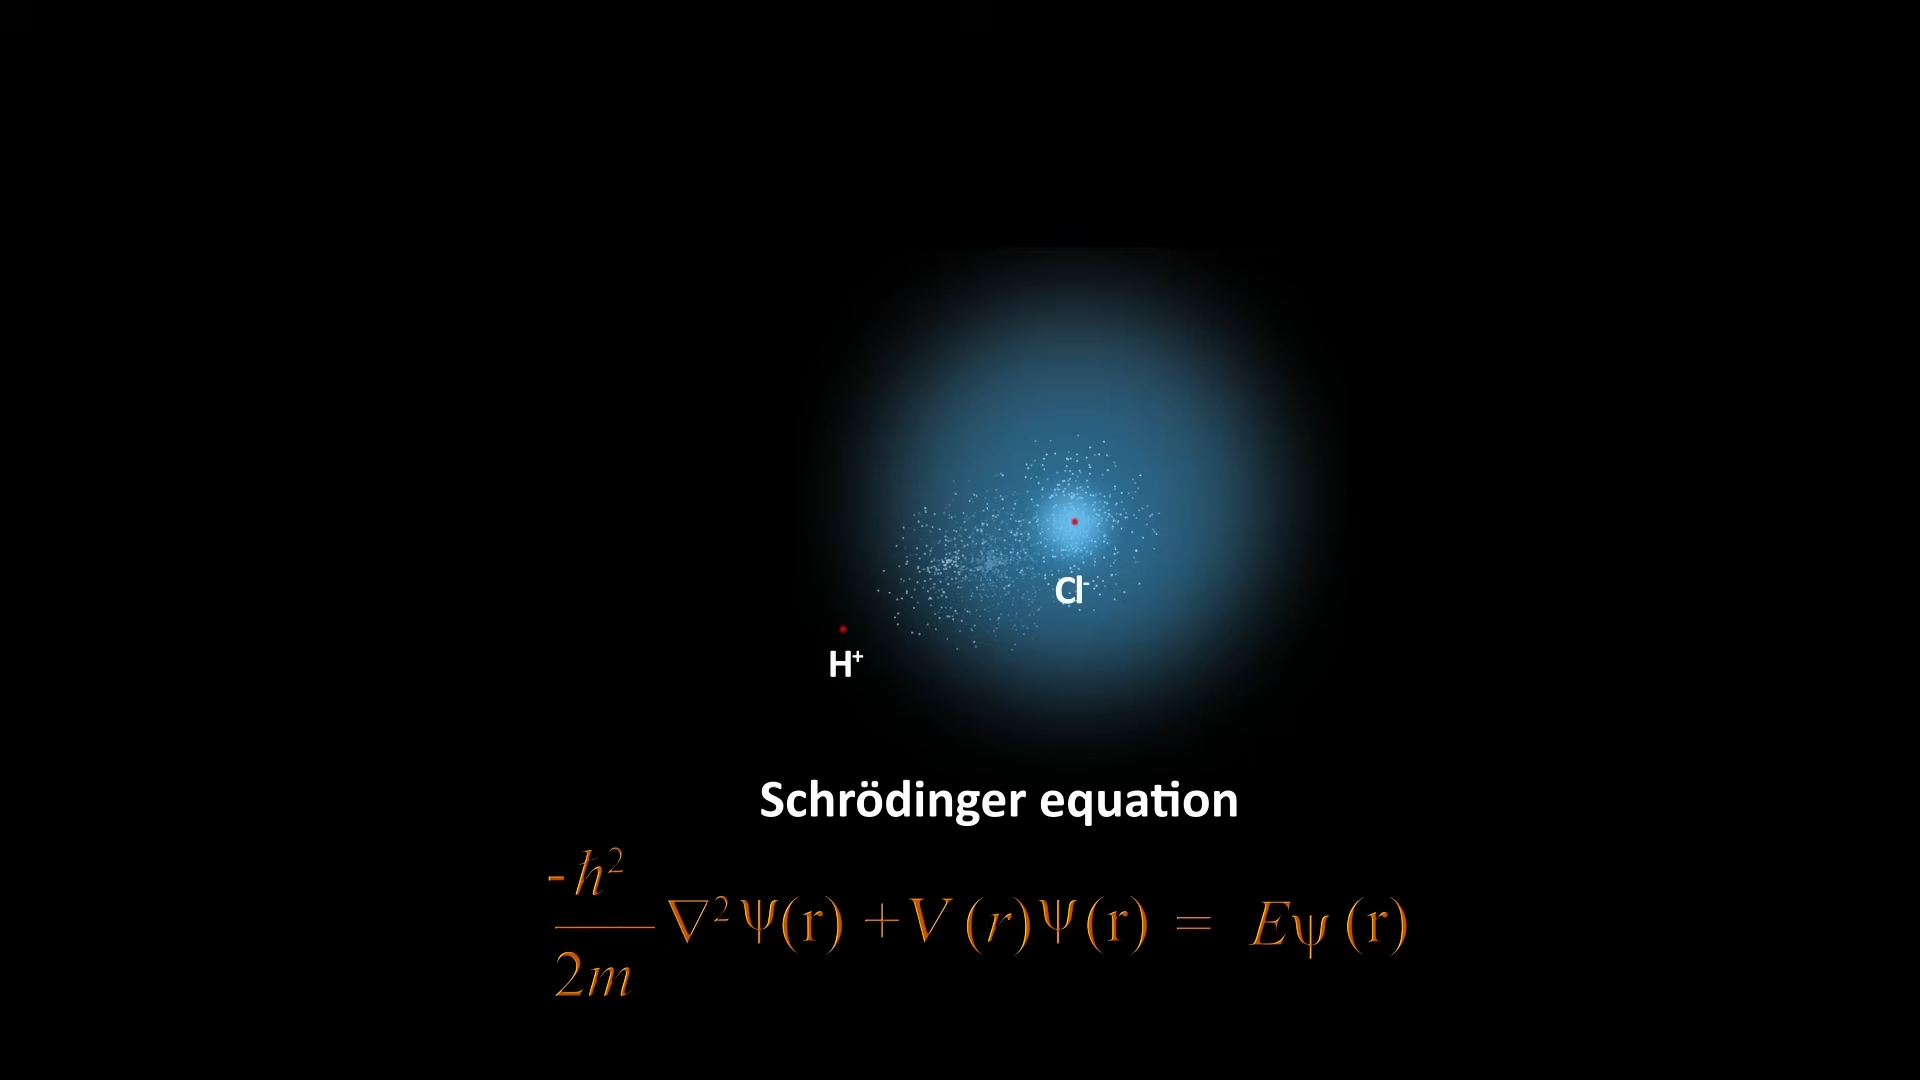 Cl⁻
H⁺
Schrödinger equation
-ℏ²/2m ∇²Ψ(r) + V(r)Ψ(r) = Eψ(r)